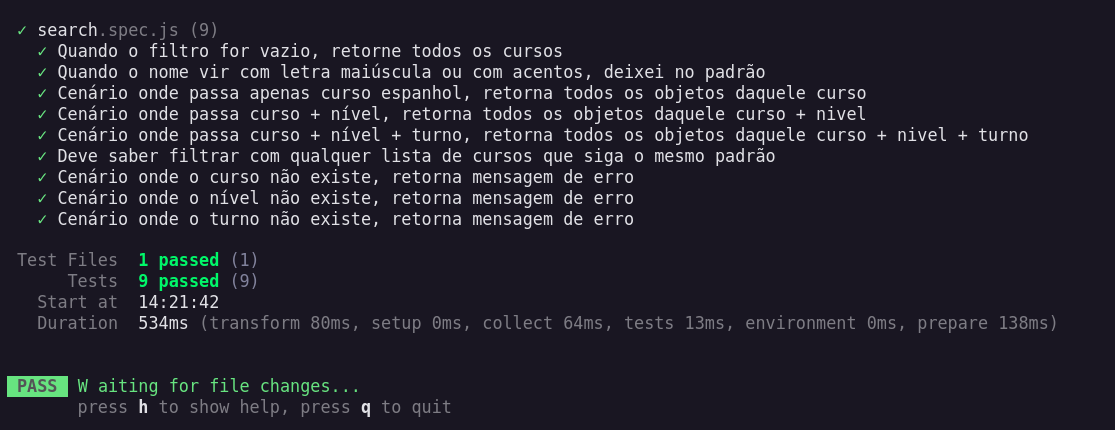 ✓ search.spec.js (9)
✓ Quando o filtro for vazio, retorne todos os cursos
✓ Quando o nome vir com letra maiúscula ou com acentos, deixei no padrão
✓ Cenário onde passa apenas curso espanhol, retorna todos os objetos daquele curso
✓ Cenário onde passa curso + nível, retorna todos os objetos daquele curso + nivel
✓ Cenário onde passa curso + nível + turno, retorna todos os objetos daquele curso + nivel + turno
✓ Deve saber filtrar com qualquer lista de cursos que siga o mesmo padrão
✓ Cenário onde o curso não existe, retorna mensagem de erro
✓ Cenário onde o nível não existe, retorna mensagem de erro
✓ Cenário onde o turno não existe, retorna mensagem de erro
Test Files 1 passed (1)
Tests 9 passed (9)
Start at 14:21:42
Duration 534ms (transform 80ms, setup 0ms, collect 64ms, tests 13ms, environment 0ms, prepare 138ms)
PASS W aiting for file changes...
press h to show help, press q to quit